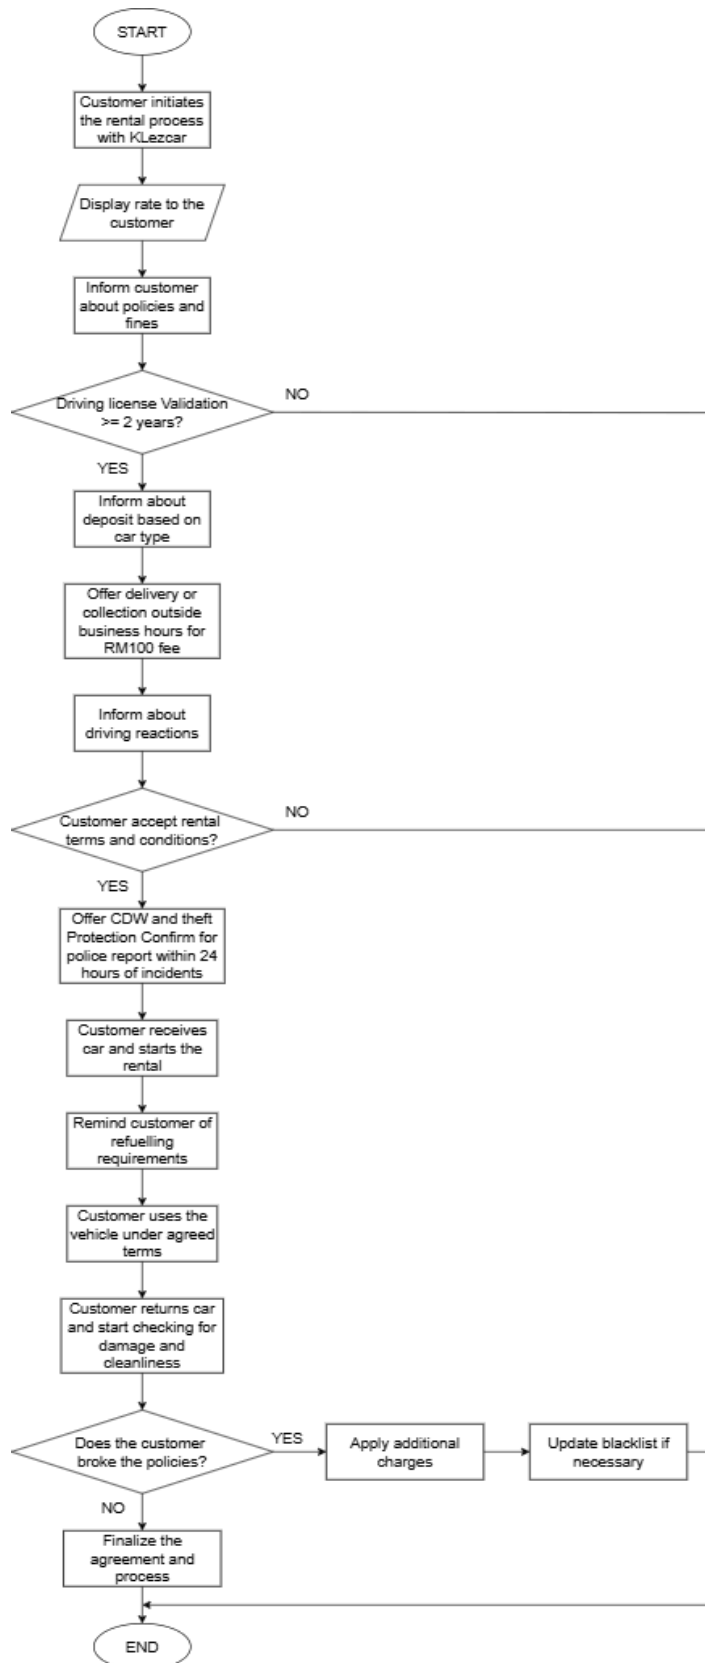 START
Customer initiates
the rental process
with KLezcar
Display rate to the
customer
Inform customer
about policies and
fines
Driving license Validation
>= 2 years?
NO
YES
Inform about
deposit based on
car type
Offer delivery or
collection outside
business hours for
RM100 fee
Inform about
driving reactions
Customer accept rental
terms and conditions?
NO
YES
Offer CDW and theft
Protection Confirm for
police report within 24
hours of incidents
Customer receives
car and starts the
rental
Remind customer of
refuelling
requirements
Customer uses the
vehicle under agreed
terms
Customer returns car
and start checking for
damage and
cleanliness
Does the customer
broke the policies?
YES
Apply additional
charges
Update blacklist if
necessary
NO
Finalize the
agreement and
process
END